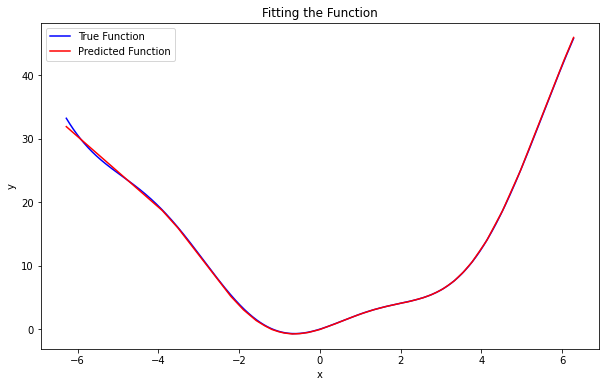 Fitting the Function
True Function
Predicted Function
40
30
20
10
0
y
−6
−4
−2
0
2
4
6
x